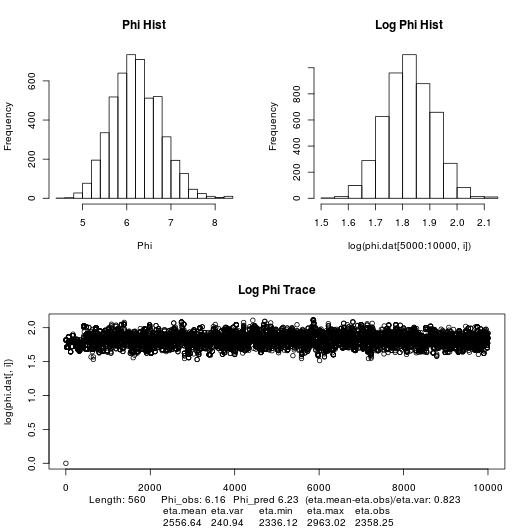 Phi Hist
Log Phi Hist
Frequency
0 200 400 600
5 6 7 8
Phi
Frequency
0 200 400 600 800
1.5 1.6 1.7 1.8 1.9 2.0 2.1
log(phi.dat[5000:10000, i])
Log Phi Trace
log(phi.dat[, i])
0.0 0.5 1.0 1.5 2.0
0 2000 4000 6000 8000 10000
Length: 560 Phi_obs: 6.16 Phi_pred 6.23 (eta.mean-eta.obs)/eta.var: 0.823
eta.mean eta.var eta.min eta.max eta.obs
2556.64 240.94 2336.12 2963.02 2358.25